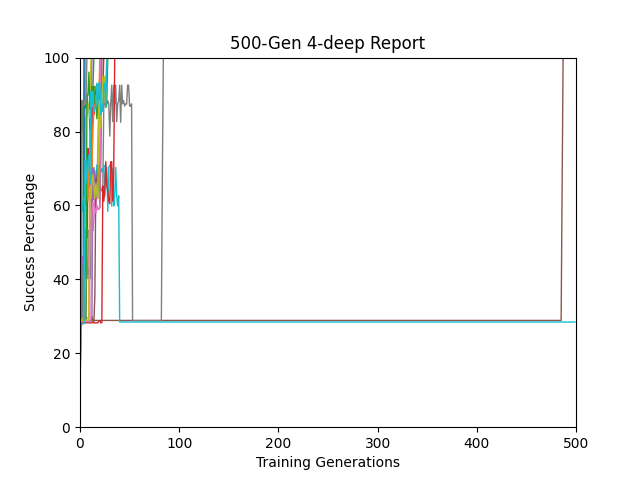 500-Gen 4-deep Report
100
80
60
40
20
0
Success Percentage
0 100 200 300 400 500
Training Generations